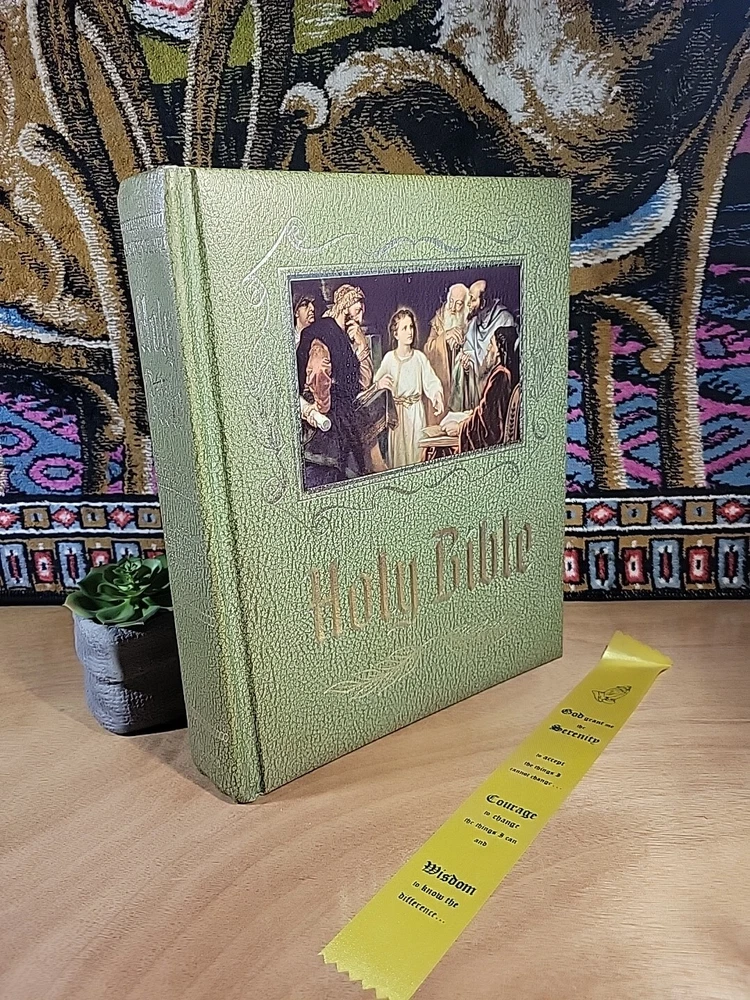 Holy
Holy Bible
God grant me
the
Serenity
to accept
the things I
cannot change...
Courage
to change
the things I can
and
Wisdom
to know the
difference...